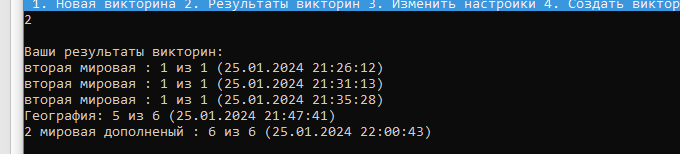 1. Новая викторина 2. Результаты викторин 3. Изменить настройки 4. Создать виктор
2
Ваши результаты викторин:
вторая мировая : 1 из 1 (25.01.2024 21:26:12)
вторая мировая : 1 из 1 (25.01.2024 21:31:13)
вторая мировая : 1 из 1 (25.01.2024 21:35:28)
География: 5 из 6 (25.01.2024 21:47:41)
2 мировая дополненый : 6 из 6 (25.01.2024 22:00:43)